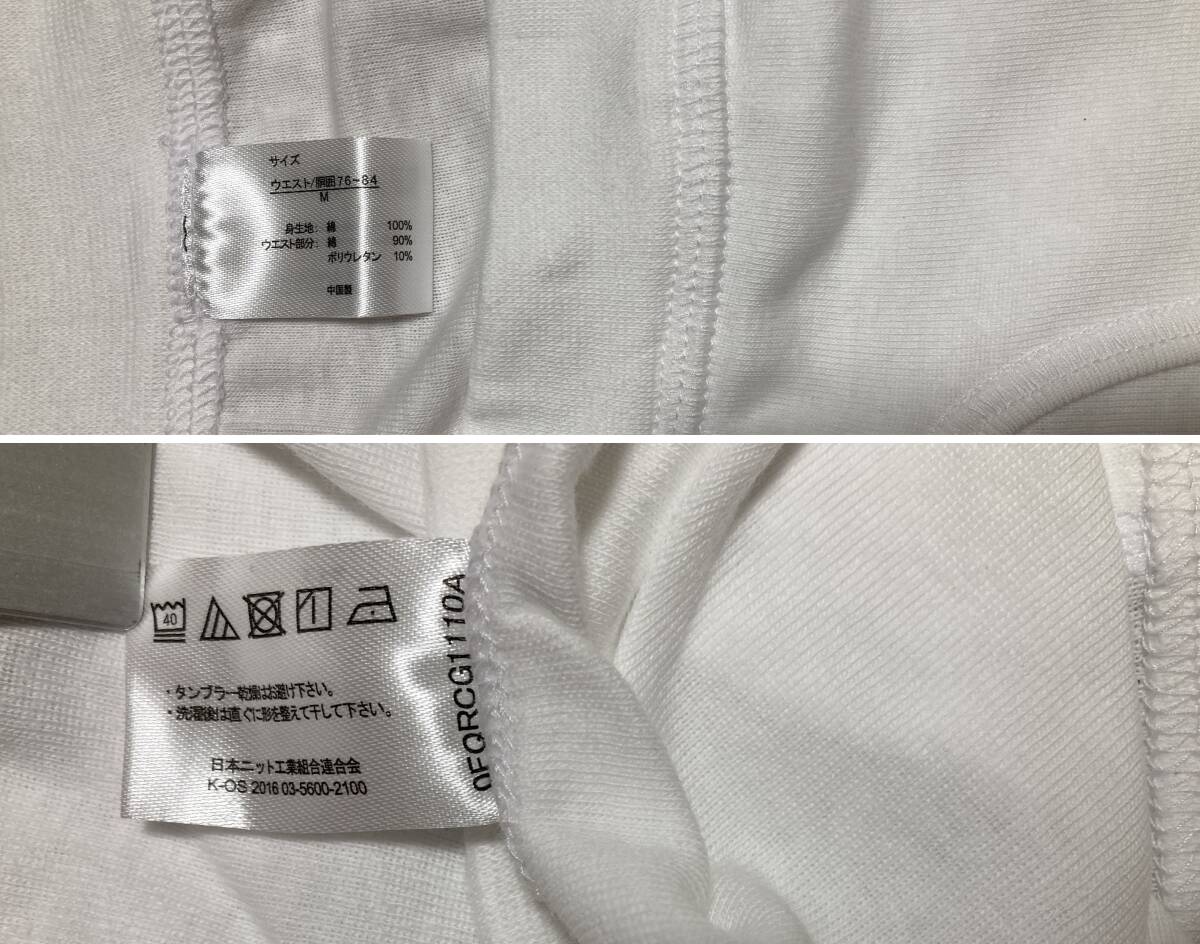 サイズ
ウエスト/胴囲76~84
M
身生地: 綿 100%
ウエスト部分: 綿 90%
ポリウレタン 10%
中国製
40
・タンブラー乾燥はお避け下さい。
・洗濯後は直ぐに形を整えて干して下さい。
日本ニット工業組合連合会
K-OS 2016 03-5600-2100
0FQRCG1110A